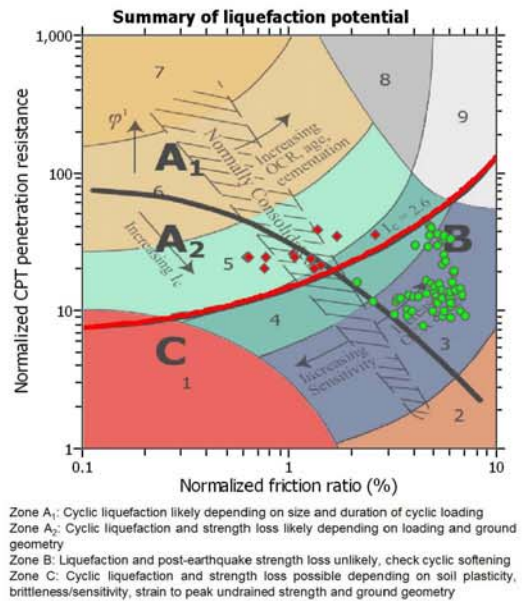 Summary of liquefaction potential
1,000
7
8
9
φ'
Normally Consolidated
Increasing
OCR, age,
cementation
A1
100
6
A2
Increasing Ic
5
Ic = 2.6
B
10
4
C
1
Increasing
Sensitivity
3
2
1
0.1
1
10
Normalized CPT penetration resistance
Normalized friction ratio (%)
Zone A1: Cyclic liquefaction likely depending on size and duration of cyclic loading
Zone A2: Cyclic liquefaction and strength loss likely depending on loading and ground
geometry
Zone B: Liquefaction and post-earthquake strength loss unlikely, check cyclic softening
Zone C: Cyclic liquefaction and strength loss possible depending on soil plasticity,
brittleness/sensitivity, strain to peak undrained strength and ground geometry